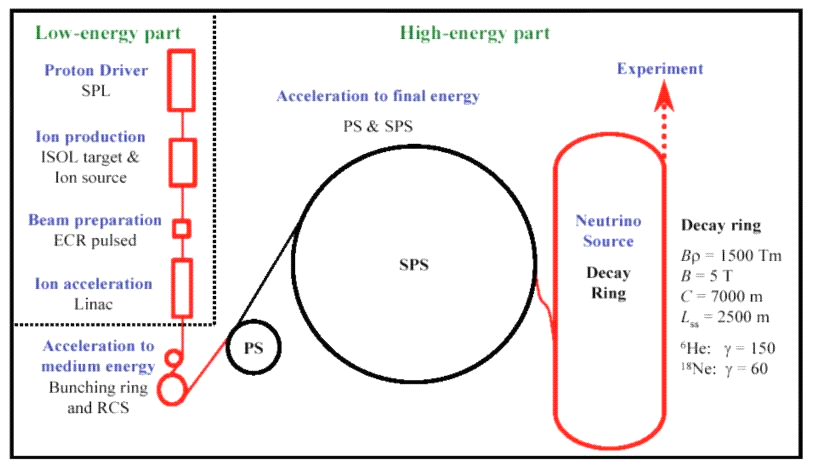 Low-energy part
High-energy part
Proton Driver
SPL
Ion production
ISOL target &
Ion source
Beam preparation
ECR pulsed
Ion acceleration
Linac
Acceleration to
medium energy
Bunching ring
and RCS
Acceleration to final energy
PS & SPS
PS
SPS
Experiment
Neutrino
Source
Decay
Ring
Decay ring
Bρ = 1500 Tm
B = 5 T
C = 7000 m
Lss = 2500 m
⁶He: γ = 150
¹⁸Ne: γ = 60